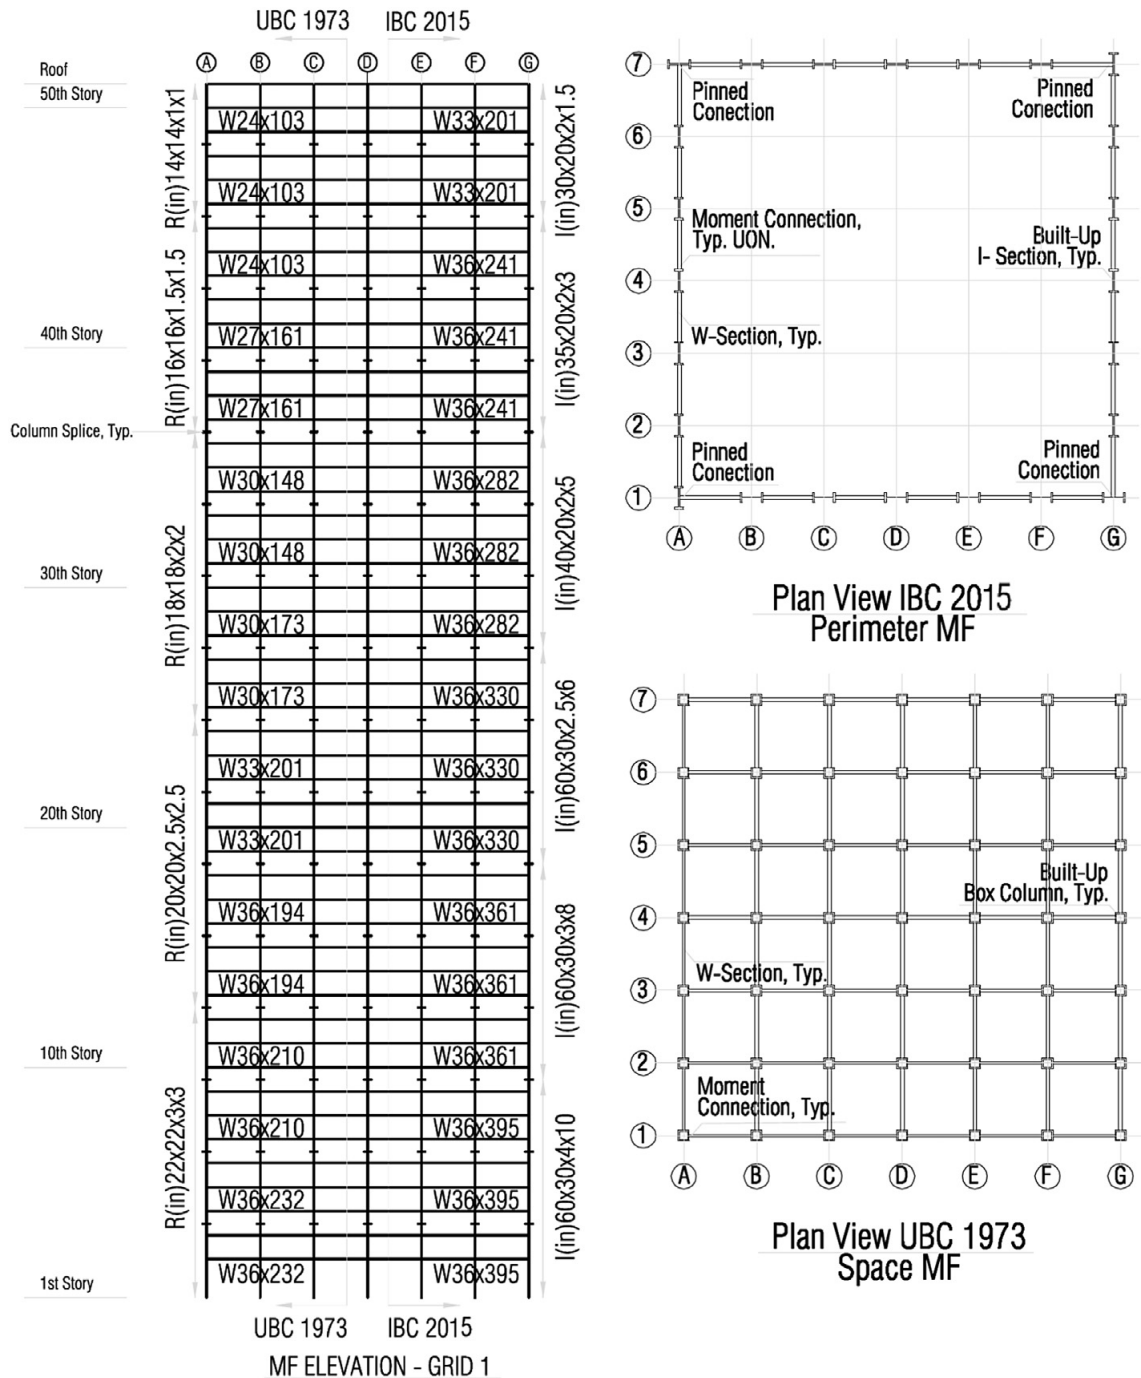 UBC 1973
IBC 2015
A B C D E F G
Roof
50th Story
40th Story
Column Splice, Typ.
30th Story
20th Story
10th Story
1st Story
R(in)14x14x1x1
R(in)16x16x1.5x1.5
R(in)18x18x2x2
R(in)20x20x2.5x2.5
R(in)22x22x3x3
W24x103 W33x201
W24x103 W33x201
W24x103 W36x241
W27x161 W36x241
W27x161 W36x241
W30x148 W36x282
W30x148 W36x282
W30x173 W36x282
W30x173 W36x330
W33x201 W36x330
W33x201 W36x330
W36x194 W36x361
W36x194 W36x361
W36x210 W36x361
W36x210 W36x395
W36x232 W36x395
W36x232 W36x395
I(in)30x20x2x1.5
I(in)35x20x2x3
I(in)40x20x2x5
I(in)60x30x2.5x6
I(in)60x30x3x8
I(in)60x30x4x10
UBC 1973
IBC 2015
MF ELEVATION - GRID 1
7
6
5
4
3
2
1
Pinned
Conection
Pinned
Conection
Moment Connection,
Typ. UON.
Built-Up
I- Section, Typ.
W-Section, Typ.
Pinned
Conection
Pinned
Conection
A B C D E F G
Plan View IBC 2015
Perimeter MF
7
6
5
4
3
2
1
Built-Up
Box Column, Typ.
W-Section, Typ.
Moment
Connection, Typ.
A B C D E F G
Plan View UBC 1973
Space MF